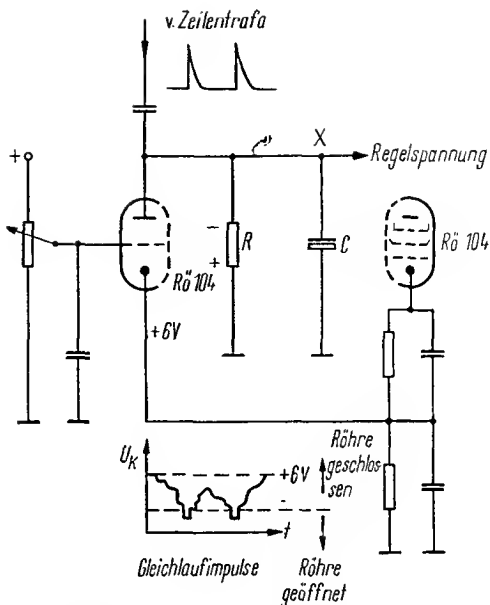 v. Zeilentrafo
X
Regelspannung
+
-
R
+
C
Rö 104
Rö 104
+6V
U_K
+6V
-
t
Röhre
geschlos
sen
Gleichlaufimpulse
Röhre
geöffnet